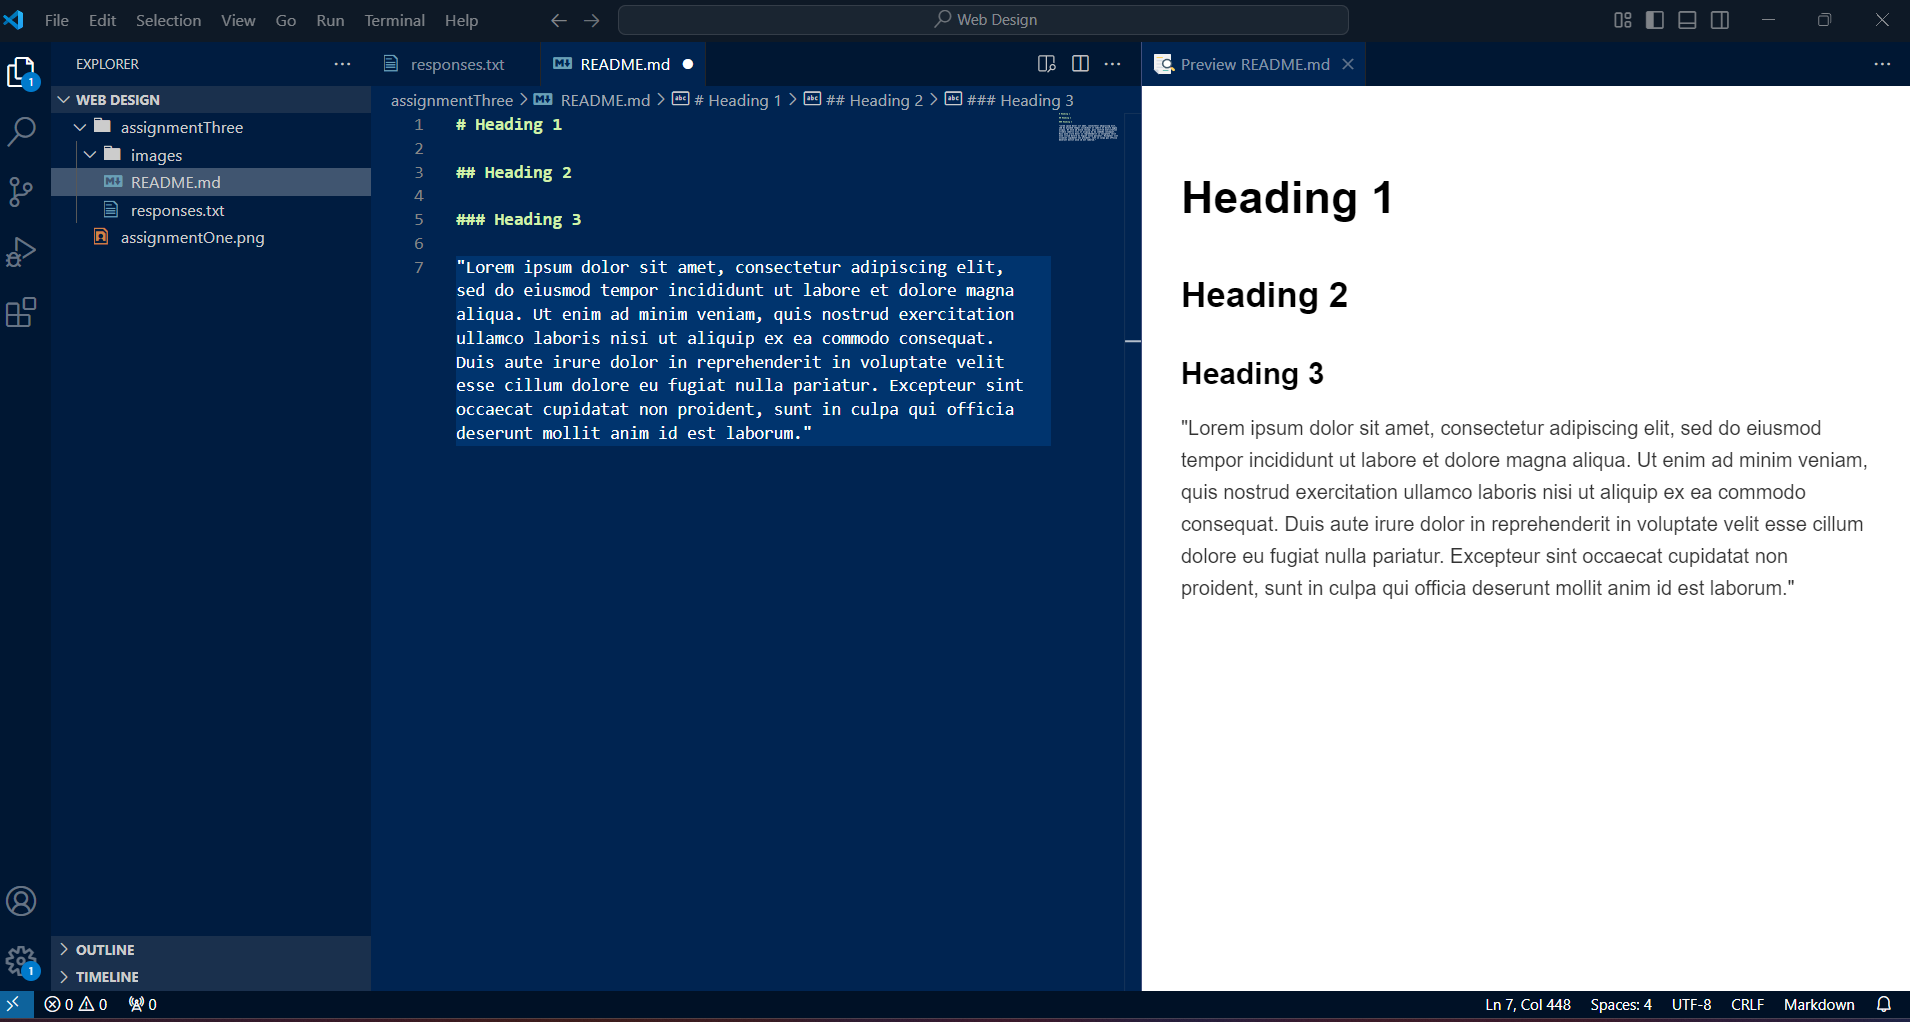 File Edit Selection View Go Run Terminal Help
Web Design
EXPLORER
WEB DESIGN
assignmentThree
images
README.md
responses.txt
assignmentOne.png
OUTLINE
TIMELINE
responses.txt README.md
assignmentThree > README.md > # Heading 1 > ## Heading 2 > ### Heading 3
1 # Heading 1
2
3 ## Heading 2
4
5 ### Heading 3
6
7 "Lorem ipsum dolor sit amet, consectetur adipiscing elit,
sed do eiusmod tempor incididunt ut labore et dolore magna
aliqua. Ut enim ad minim veniam, quis nostrud exercitation
ullamco laboris nisi ut aliquip ex ea commodo consequat.
Duis aute irure dolor in reprehenderit in voluptate velit
esse cillum dolore eu fugiat nulla pariatur. Excepteur sint
occaecat cupidatat non proident, sunt in culpa qui officia
deserunt mollit anim id est laborum."
Preview README.md
Heading 1
Heading 2
Heading 3
"Lorem ipsum dolor sit amet, consectetur adipiscing elit, sed do eiusmod
tempor incididunt ut labore et dolore magna aliqua. Ut enim ad minim veniam,
quis nostrud exercitation ullamco laboris nisi ut aliquip ex ea commodo
consequat. Duis aute irure dolor in reprehenderit in voluptate velit esse cillum
dolore eu fugiat nulla pariatur. Excepteur sint occaecat cupidatat non
proident, sunt in culpa qui officia deserunt mollit anim id est laborum."
1
1
0 0 0
Ln 7, Col 448 Spaces: 4 UTF-8 CRLF Markdown